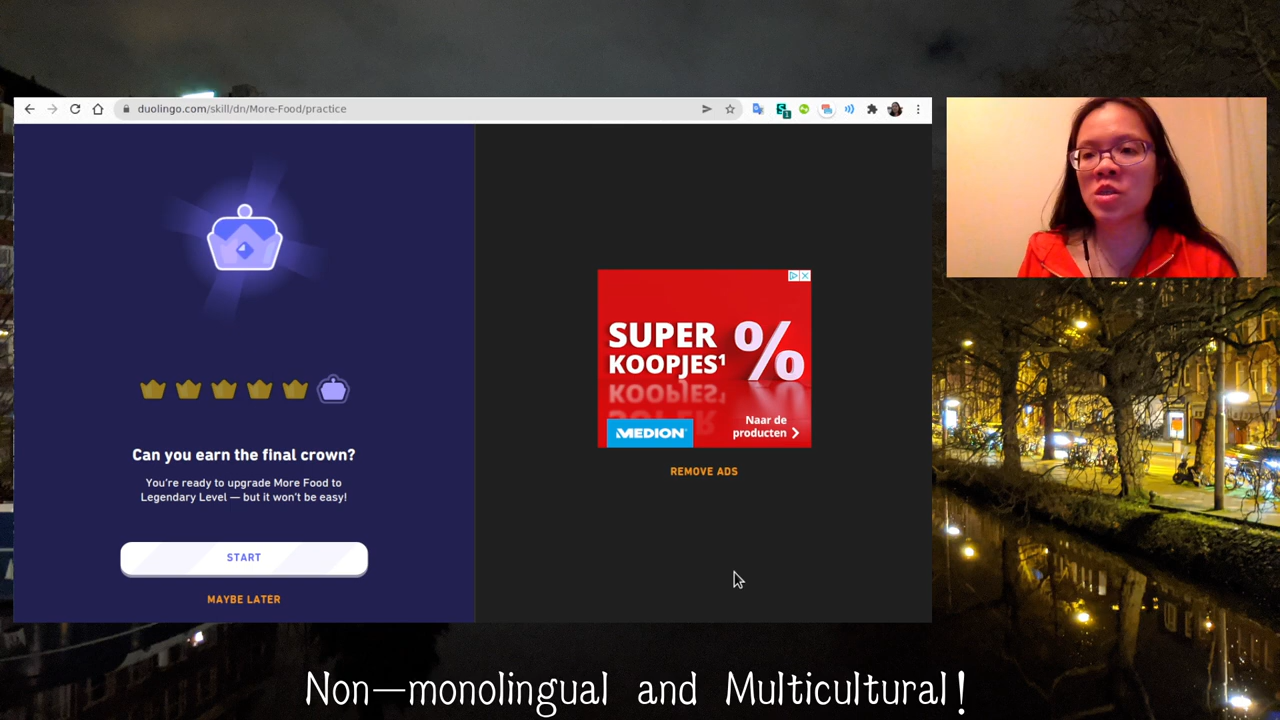 duolingo.com/skill/dn/More-Food/practice
S
1
Can you earn the final crown?
You're ready to upgrade More Food to
Legendary Level — but it won't be easy!
START
MAYBE LATER
SUPER
KOOPJES¹
%
Naar de
producten
MEDION
REMOVE ADS
Non-monolingual and Multicultural!